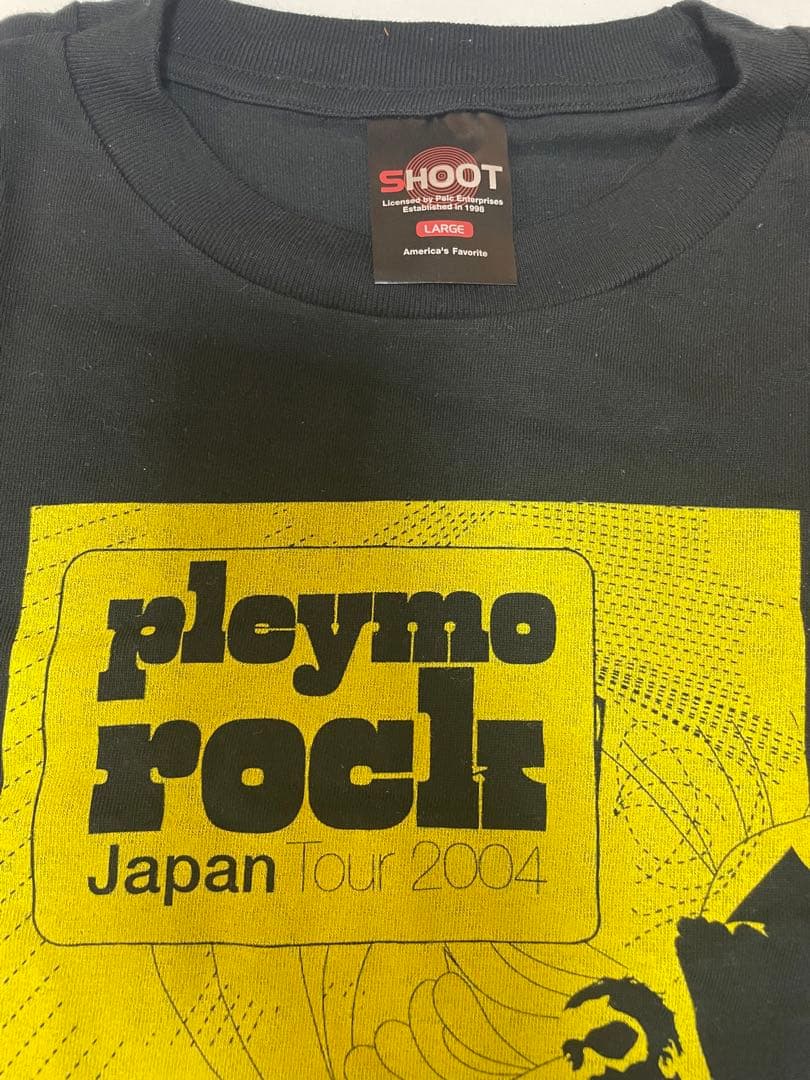 SHOOT
Licensed by Paic Enterprises
Established in 1998
LARGE
America's Favorite
pleymo
rock
Japan Tour 2004